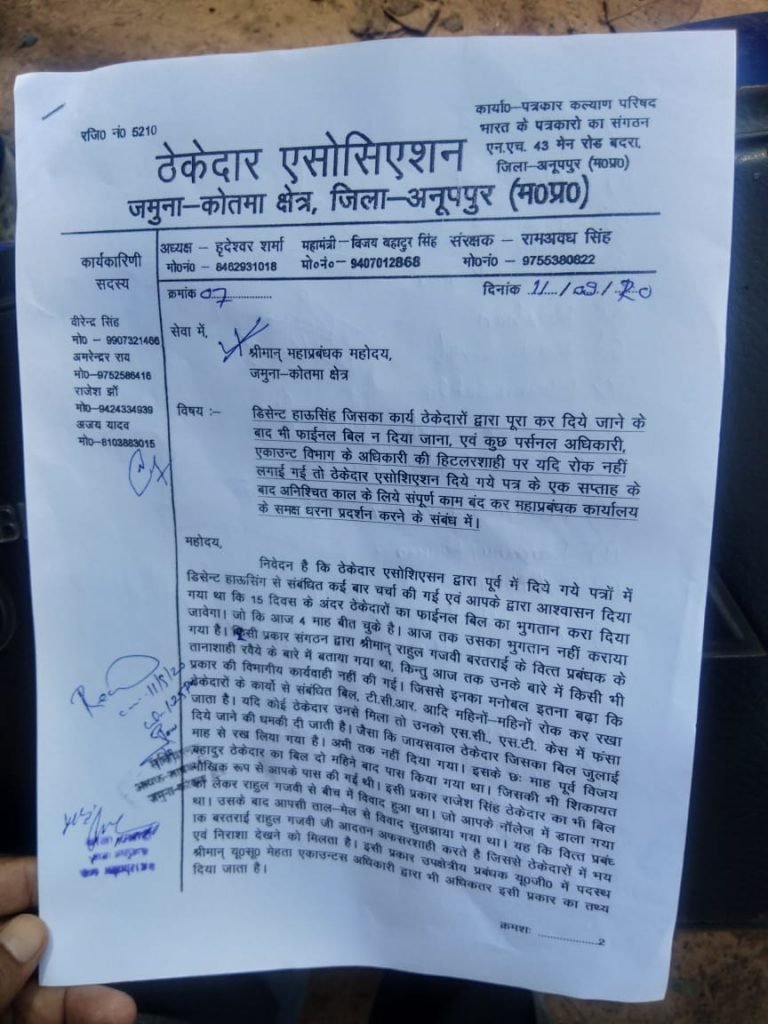 रजि0 नं0 5210
कार्या0–पत्रकार कल्याण परिषद
भारत के पत्रकारो का संगठन
एन.एच. 43 मेन रोड बदरा,
जिला–अनूपपुर (म0प्र0)
ठेकेदार एसोसिएशन
जमुना–कोतमा क्षेत्र, जिला–अनूपपुर (म0प्र0)
कार्यकारिणी
सदस्य
अध्यक्ष – हृदेश्वर शर्मा महामंत्री–बिजय बहादुर सिंह संरक्षक – रामअवध सिंह
मो0नं0 - 8462931018 मो०नं०– 9407012868 मो0नं0 – 9755380822
क्रमांक 07 दिनांक 11/09/20
वीरेन्द्र सिंह
मो0 – 9907321466
अमरेन्द्रर राय
मो0–9752586416
राजेश झाँ
मो0–9424334939
अजय यादव
मो0–8103883015
सेवा में,
श्रीमान् महाप्रबंधक महोदय,
जमुना–कोतमा क्षेत्र
विषय :– डिसेन्ट हाऊसिंह जिसका कार्य ठेकेदारों द्वारा पूरा कर दिये जाने के
बाद भी फाईनल बिल न दिया जाना, एवं कुछ पर्सनल अधिकारी,
एकाउन्ट विभाग के अधिकारी की हिटलरशाही पर यदि रोक नहीं
लगाई गई तो ठेकेदार एसोशिएशन दिये गये पत्र के एक सप्ताह के
बाद अनिश्चित काल के लिये संपूर्ण काम बंद कर महाप्रबंधक कार्यालय
के समक्ष धरना प्रदर्शन करने के संबंध में।
महोदय,
निवेदन है कि ठेकेदार एसोशिएसन द्वारा पूर्व में दिये गये पत्रों में
डिसेन्ट हाऊसिंग से संबंधित कई बार चर्चा की गई एवं आपके द्वारा आश्वासन दिया
गया था कि 15 दिवस के अंदर ठेकेदारों का फाईनल बिल का भुगतान करा दिया
जावेगा। जो कि आज 4 माह बीत चुके है। आज तक उसका भुगतान नहीं कराया
गया है। इसी प्रकार संगठन द्वारा श्रीमान् राहुल गजवी बरतराई के वित्त प्रबंधक के
तानाशाही रवैये के बारे में बताया गया था, किन्तु आज तक उनके बारे में किसी भी
प्रकार की विभागीय कार्यवाही नहीं की गई। जिससे इनका मनोबल इतना बढ़ा कि
ठेकेदारों के कार्यो से संबंधित बिल, टी.सी.आर. आदि महिनों–महिनों रोक कर रखा
जाता है। यदि कोई ठेकेदार उनसे मिला तो उनको एस.सी., एस.टी. केस में फंसा
दिये जाने की धमकी दी जाती है। जैसा कि जायसवाल ठेकेदार जिसका बिल जुलाई
माह से रख लिया गया है। अभी तक नहीं दिया गया। इसके छः माह पूर्व विजय
बहादुर ठेकेदार का बिल दो महिने बाद पास किया गया था। जिसकी भी शिकायत
मौखिक रूप से आपके पास की गई थी। इसी प्रकार राजेश सिंह ठेकेदार का भी बिल
को लेकर राहुल गजवी से बीच में विवाद हुआ था। जो आपके नॉलेज में डाला गया
था। उसके बाद आपसी ताल–मेल से विवाद सुलझाया गया था। यह कि वित्त प्रबंध
क बरतराई राहुल गजवी जी आदतन अफसरशाही करते है जिससे ठेकेदारों में भय
एवं निराशा देखने को मिलता है। इसी प्रकार उपक्षेत्रीय प्रबंधक यू0जी0 में पदस्थ
श्रीमान् यू0सू0 मेहता एकाउन्टस अधिकारी द्वारा भी अधिकतर इसी प्रकार का तथ्य
दिया जाता है।
क्रमशः ..................2